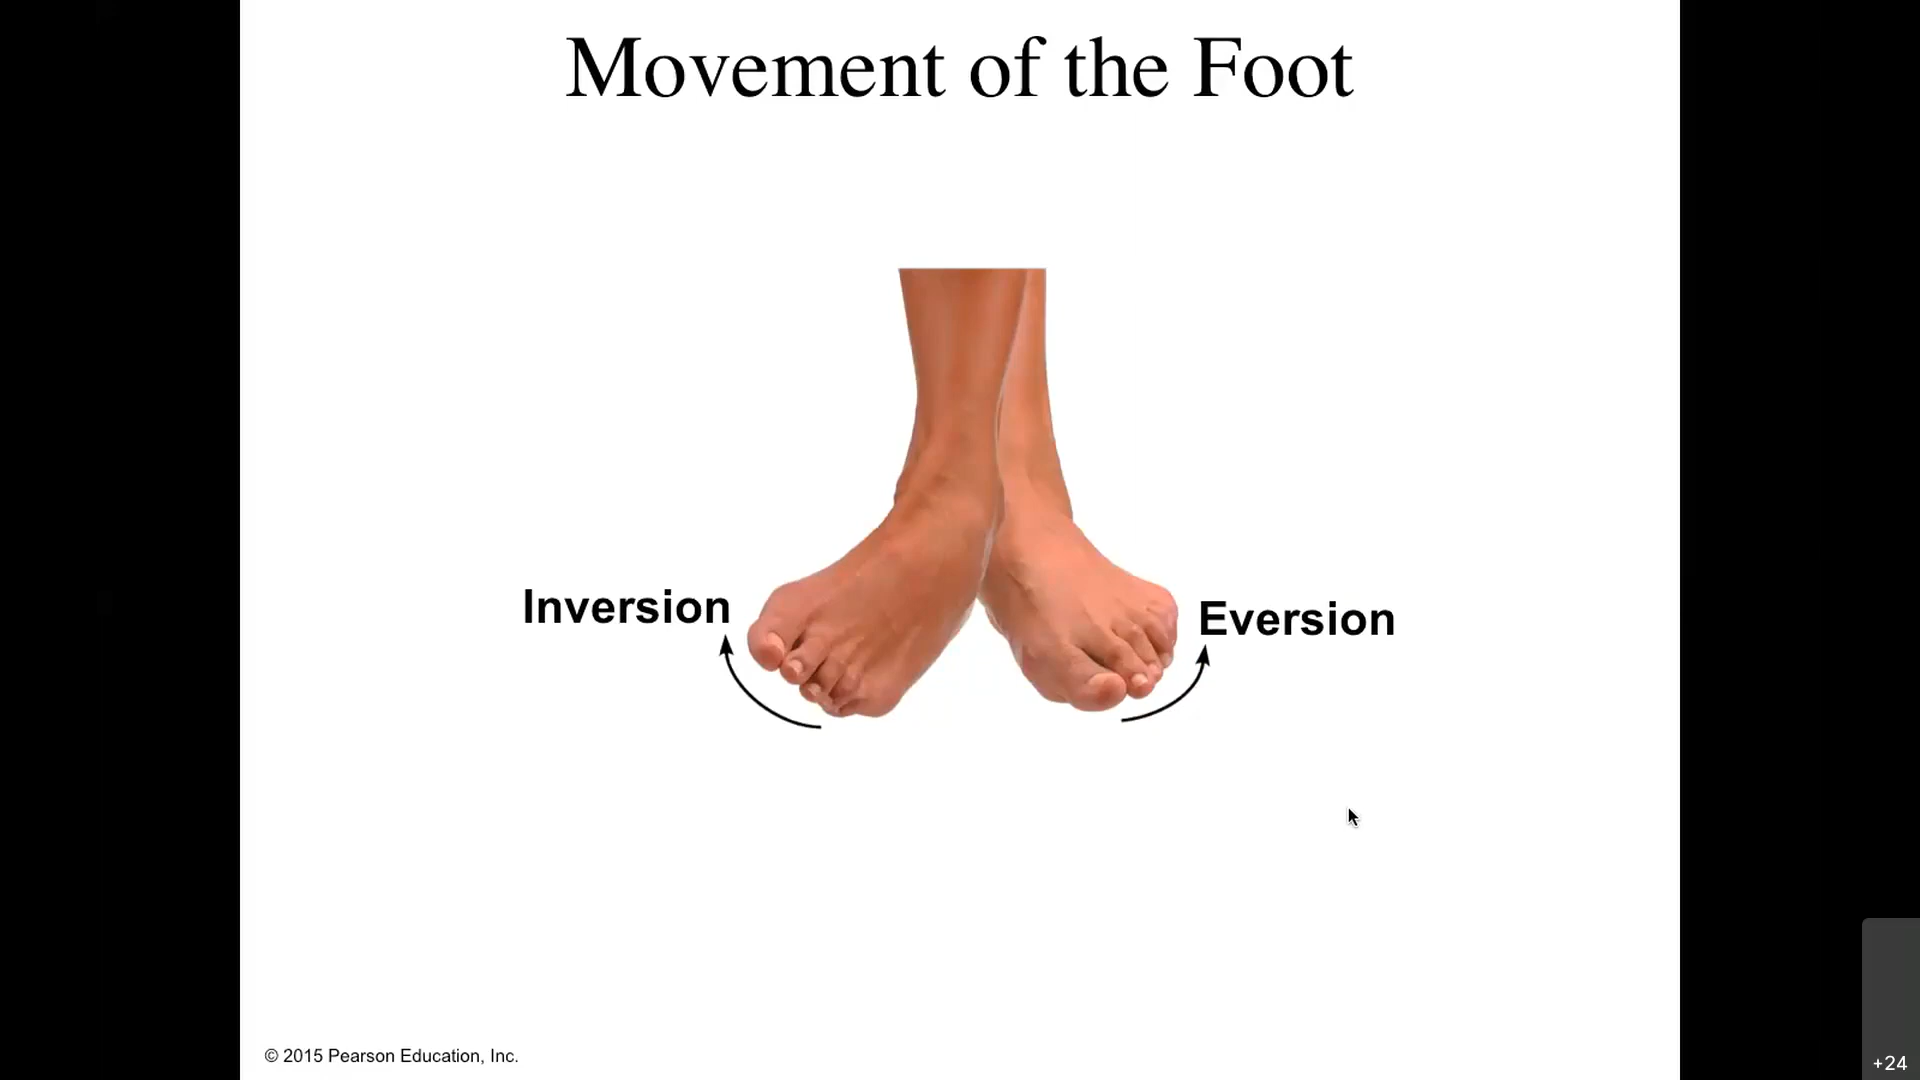 Movement of the Foot
Inversion
Eversion
© 2015 Pearson Education, Inc.
+24